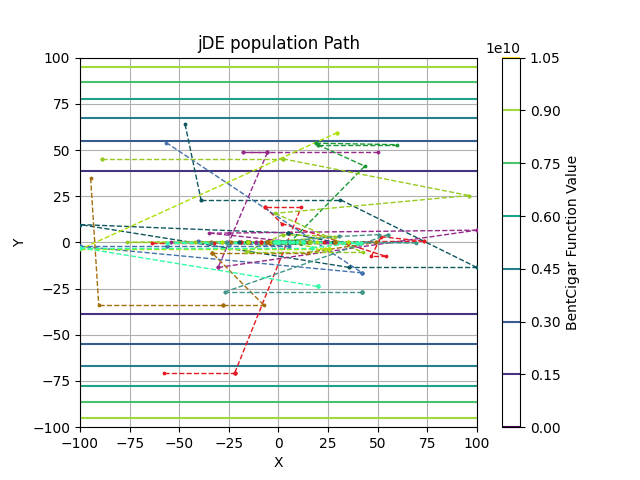 jDE population Path
1e10
100
75
50
25
0
−25
−50
−75
−100
Y
−100 −75 −50 −25 0 25 50 75 100
X
1.05
0.90
0.75
0.60
0.45
0.30
0.15
0.00
BentCigar Function Value